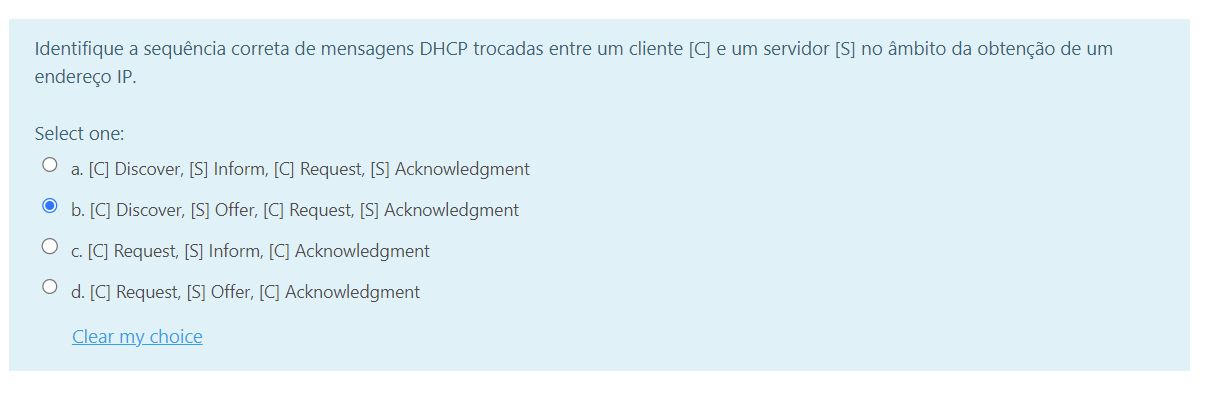 Identifique a sequência correta de mensagens DHCP trocadas entre um cliente [C] e um servidor [S] no âmbito da obtenção de um
endereço IP.
Select one:
a. [C] Discover, [S] Inform, [C] Request, [S] Acknowledgment
b. [C] Discover, [S] Offer, [C] Request, [S] Acknowledgment
c. [C] Request, [S] Inform, [C] Acknowledgment
d. [C] Request, [S] Offer, [C] Acknowledgment
Clear my choice